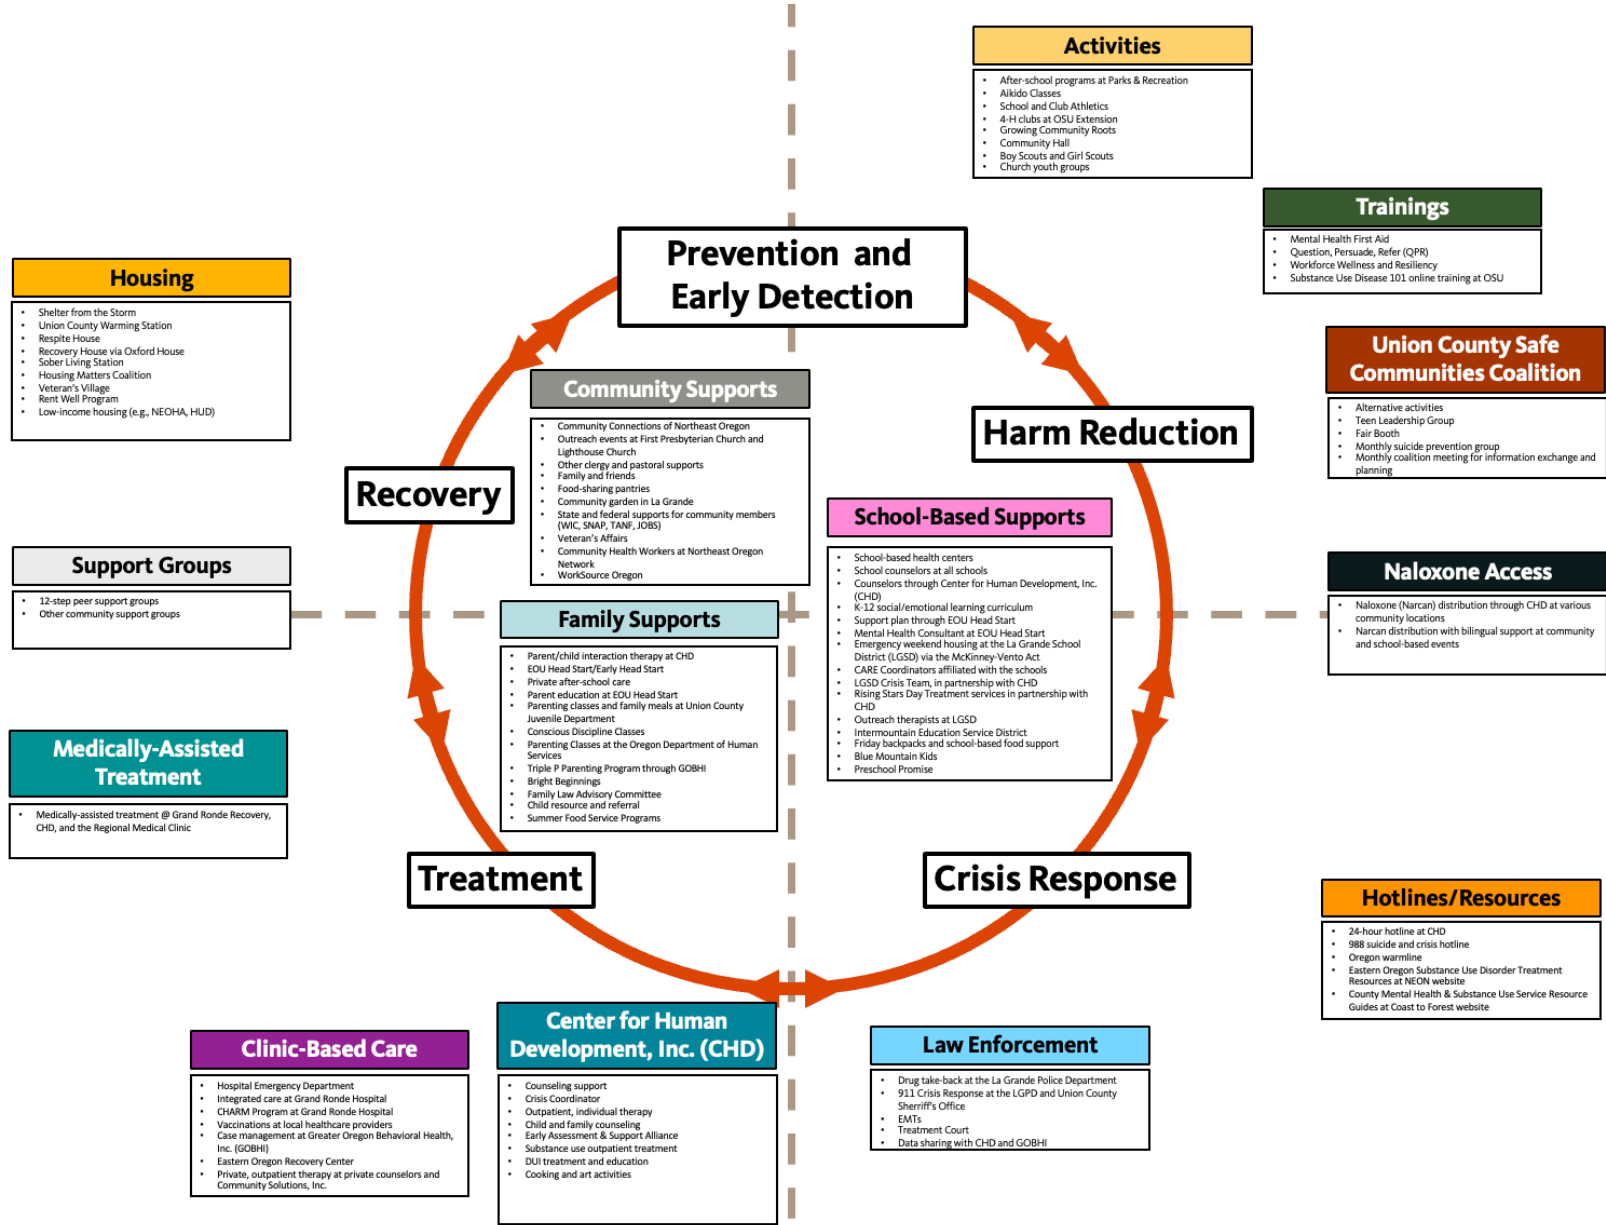 Activities
• After-school programs at Parks & Recreation
• Aikido Classes
• School and Club Athletics
• 4-H clubs at OSU Extension
• Growing Community Roots
• Community Hall
• Boy Scouts and Girl Scouts
• Church youth groups
Trainings
• Mental Health First Aid
• Question, Persuade, Refer (QPR)
• Workforce Wellness and Resiliency
• Substance Use Disease 101 online training at OSU
Prevention and
Early Detection
Housing
• Shelter from the Storm
• Union County Warming Station
• Respite House
• Recovery House via Oxford House
• Sober Living Station
• Housing Matters Coalition
• Veteran's Village
• Rent Well Program
• Low-income housing (e.g., NEOHA, HUD)
Union County Safe
Communities Coalition
• Alternative activities
• Teen Leadership Group
• Fair Booth
• Monthly suicide prevention group
• Monthly coalition meeting for information exchange and
planning
Community Supports
• Community Connections of Northeast Oregon
• Outreach events at First Presbyterian Church and
Lighthouse Church
• Other clergy and pastoral supports
• Family and friends
• Food-sharing pantries
• Community garden in La Grande
• State and federal supports for community members
(WIC, SNAP, TANF, JOBS)
• Veteran's Affairs
• Community Health Workers at Northeast Oregon
Network
• WorkSource Oregon
Harm Reduction
Recovery
School-Based Supports
• School-based health centers
• School counselors at all schools
• Counselors through Center for Human Development, Inc.
(CHD)
• K-12 social/emotional learning curriculum
• Support plan through EOU Head Start
• Mental Health Consultant at EOU Head Start
• Emergency weekend housing at the La Grande School
District (LGSD) via the McKinney-Vento Act
• CARE Coordinators affiliated with the schools
• LGSD Crisis Team, in partnership with CHD
• Rising Stars Day Treatment services in partnership with
CHD
• Outreach therapists at LGSD
• Intermountain Education Service District
• Friday backpacks and school-based food support
• Blue Mountain Kids
• Preschool Promise
Support Groups
• 12-step peer support groups
• Other community support groups
Naloxone Access
• Naloxone (Narcan) distribution through CHD at various
community locations
• Narcan distribution with bilingual support at community
and school-based events
Family Supports
• Parent/child interaction therapy at CHD
• EOU Head Start/Early Head Start
• Private after-school care
• Parent education at EOU Head Start
• Parenting classes and family meals at Union County
Juvenile Department
• Conscious Discipline Classes
• Parenting Classes at the Oregon Department of Human
Services
• Triple P Parenting Program through GOBHI
• Bright Beginnings
• Family Law Advisory Committee
• Child resource and referral
• Summer Food Service Programs
Medically-Assisted
Treatment
• Medically-assisted treatment @ Grand Ronde Recovery,
CHD, and the Regional Medical Clinic
Treatment
Crisis Response
Hotlines/Resources
• 24-hour hotline at CHD
• 988 suicide and crisis hotline
• Oregon warmline
• Eastern Oregon Substance Use Disorder Treatment
Resources at NEON website
• County Mental Health & Substance Use Service Resource
Guides at Coast to Forest website
Clinic-Based Care
• Hospital Emergency Department
• Integrated care at Grand Ronde Hospital
• CHARM Program at Grand Ronde Hospital
• Vaccinations at local healthcare providers
• Case management at Greater Oregon Behavioral Health,
Inc. (GOBHI)
• Eastern Oregon Recovery Center
• Private, outpatient therapy at private counselors and
Community Solutions, Inc.
Center for Human
Development, Inc. (CHD)
• Counseling support
• Crisis Coordinator
• Outpatient, individual therapy
• Child and family counseling
• Early Assessment & Support Alliance
• Substance use outpatient treatment
• DUI treatment and education
• Cooking and art activities
Law Enforcement
• Drug take-back at the La Grande Police Department
• 911 Crisis Response at the LGPD and Union County
Sherriff's Office
• EMTs
• Treatment Court
• Data sharing with CHD and GOBHI